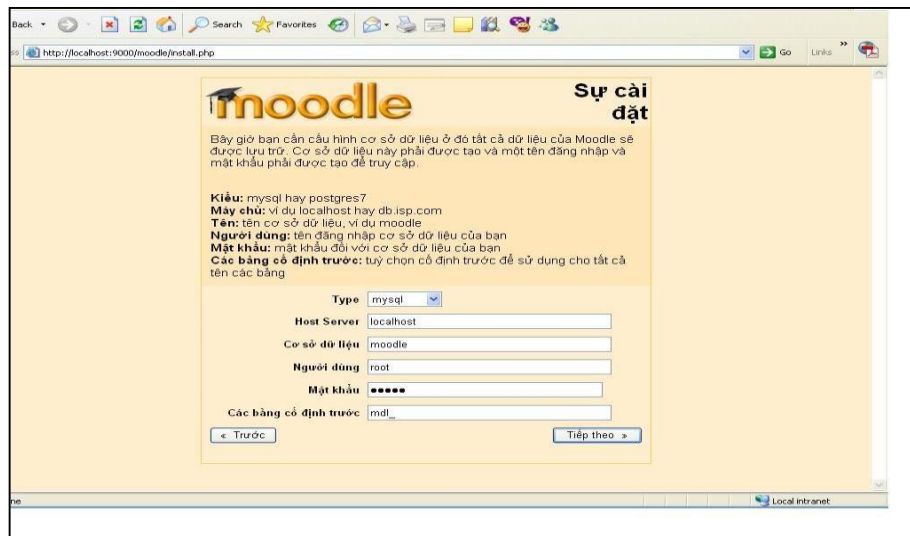 Back Search Favorites
http://localhost:9000/moodle/install.php Go Links »
moodle
Sự cài
đặt
Bây giờ bạn cần cấu hình cơ sở dữ liệu ở đó tất cả dữ liệu của Moodle sẽ
được lưu trữ. Cơ sở dữ liệu này phải được tạo và một tên đăng nhập và
mật khẩu phải được tạo để truy cập.
Kiểu: mysql hay postgres7
Máy chủ: ví dụ localhost hay db.isp.com
Tên: tên cơ sở dữ liệu, ví dụ moodle
Người dùng: tên đăng nhập cơ sở dữ liệu của bạn
Mật khẩu: mật khẩu đối với cơ sở dữ liệu của bạn
Các bảng cố định trước: tuỳ chọn cố định trước để sử dụng cho tất cả
tên các bảng
Type mysql
Host Server localhost
Cơ sở dữ liệu moodle
Người dùng root
Mật khẩu •••••
Các bảng cố định trước mdl_
« Trước Tiếp theo »
Local intranet